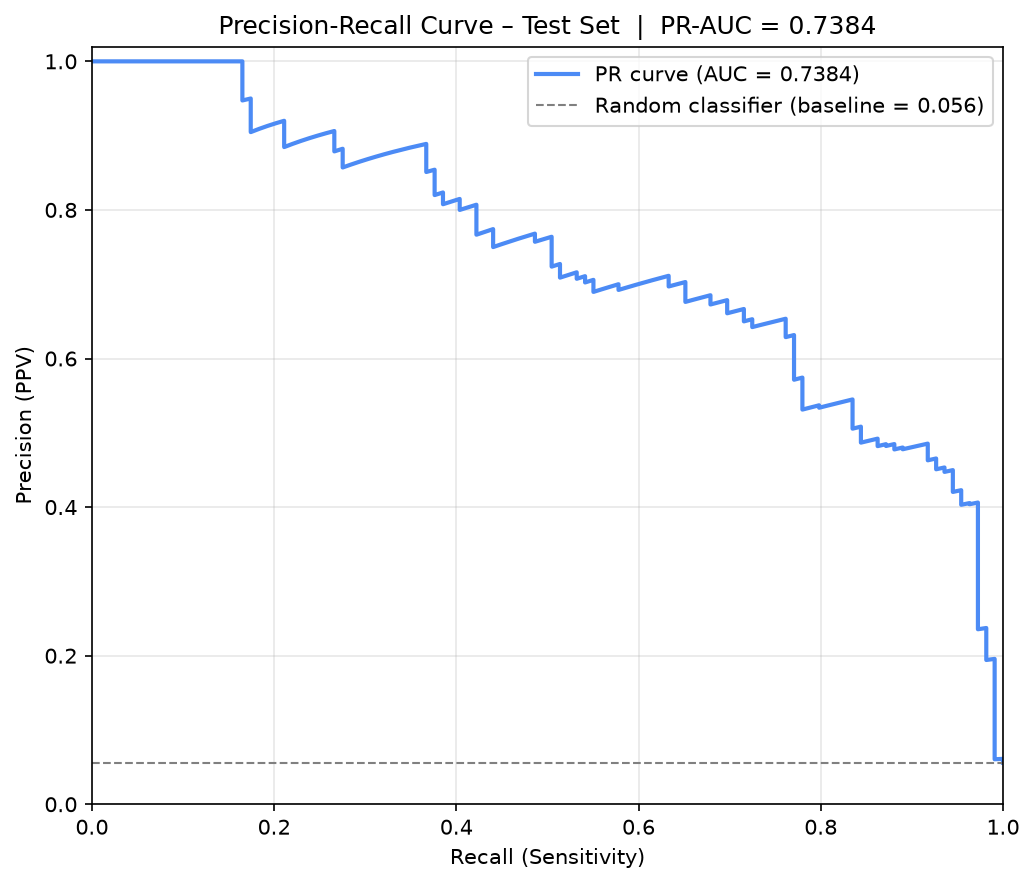 Precision-Recall Curve – Test Set | PR-AUC = 0.7384
PR curve (AUC = 0.7384)
Random classifier (baseline = 0.056)
1.0
0.8
0.6
0.4
0.2
0.0
Precision (PPV)
0.0 0.2 0.4 0.6 0.8 1.0
Recall (Sensitivity)